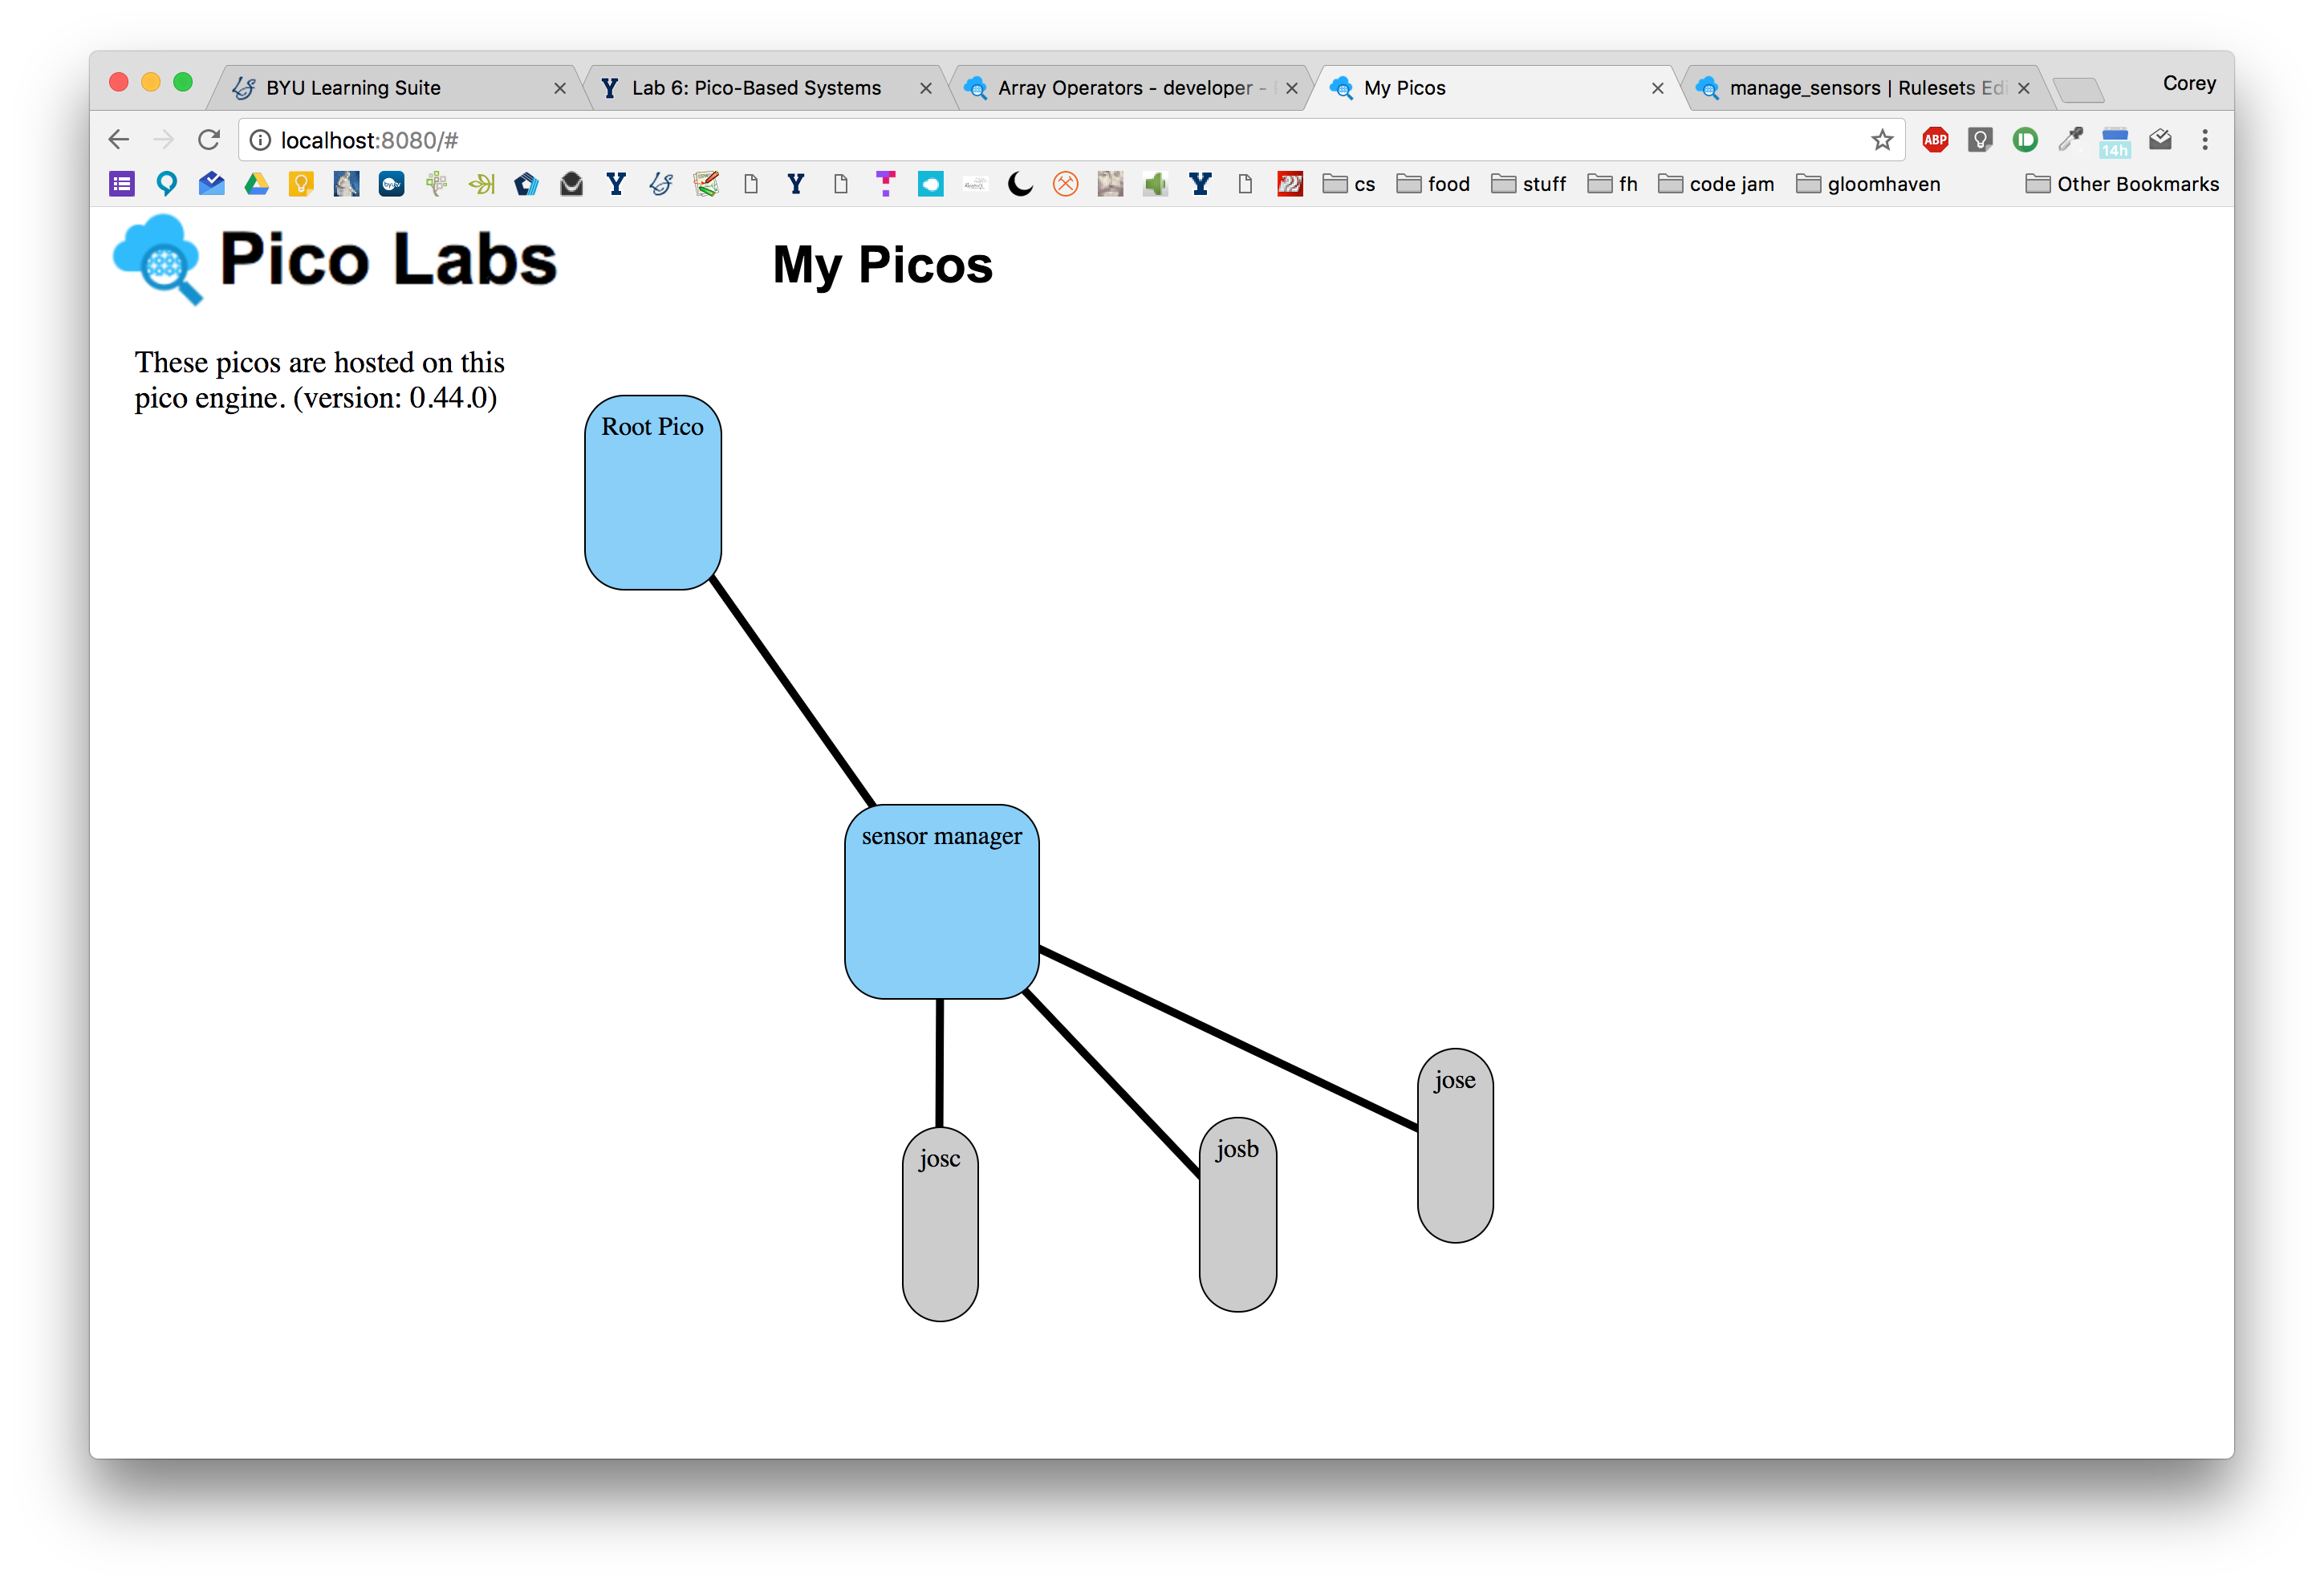 BYU Learning Suite
Lab 6: Pico-Based Systems
Array Operators - developer -
My Picos
manage_sensors | Rulesets Edi
Corey
localhost:8080/#
ABP
14h
cs
food
stuff
fh
code jam
gloomhaven
Other Bookmarks
Pico Labs
My Picos
These picos are hosted on this
pico engine. (version: 0.44.0)
Root Pico
sensor manager
jose
josb
josc